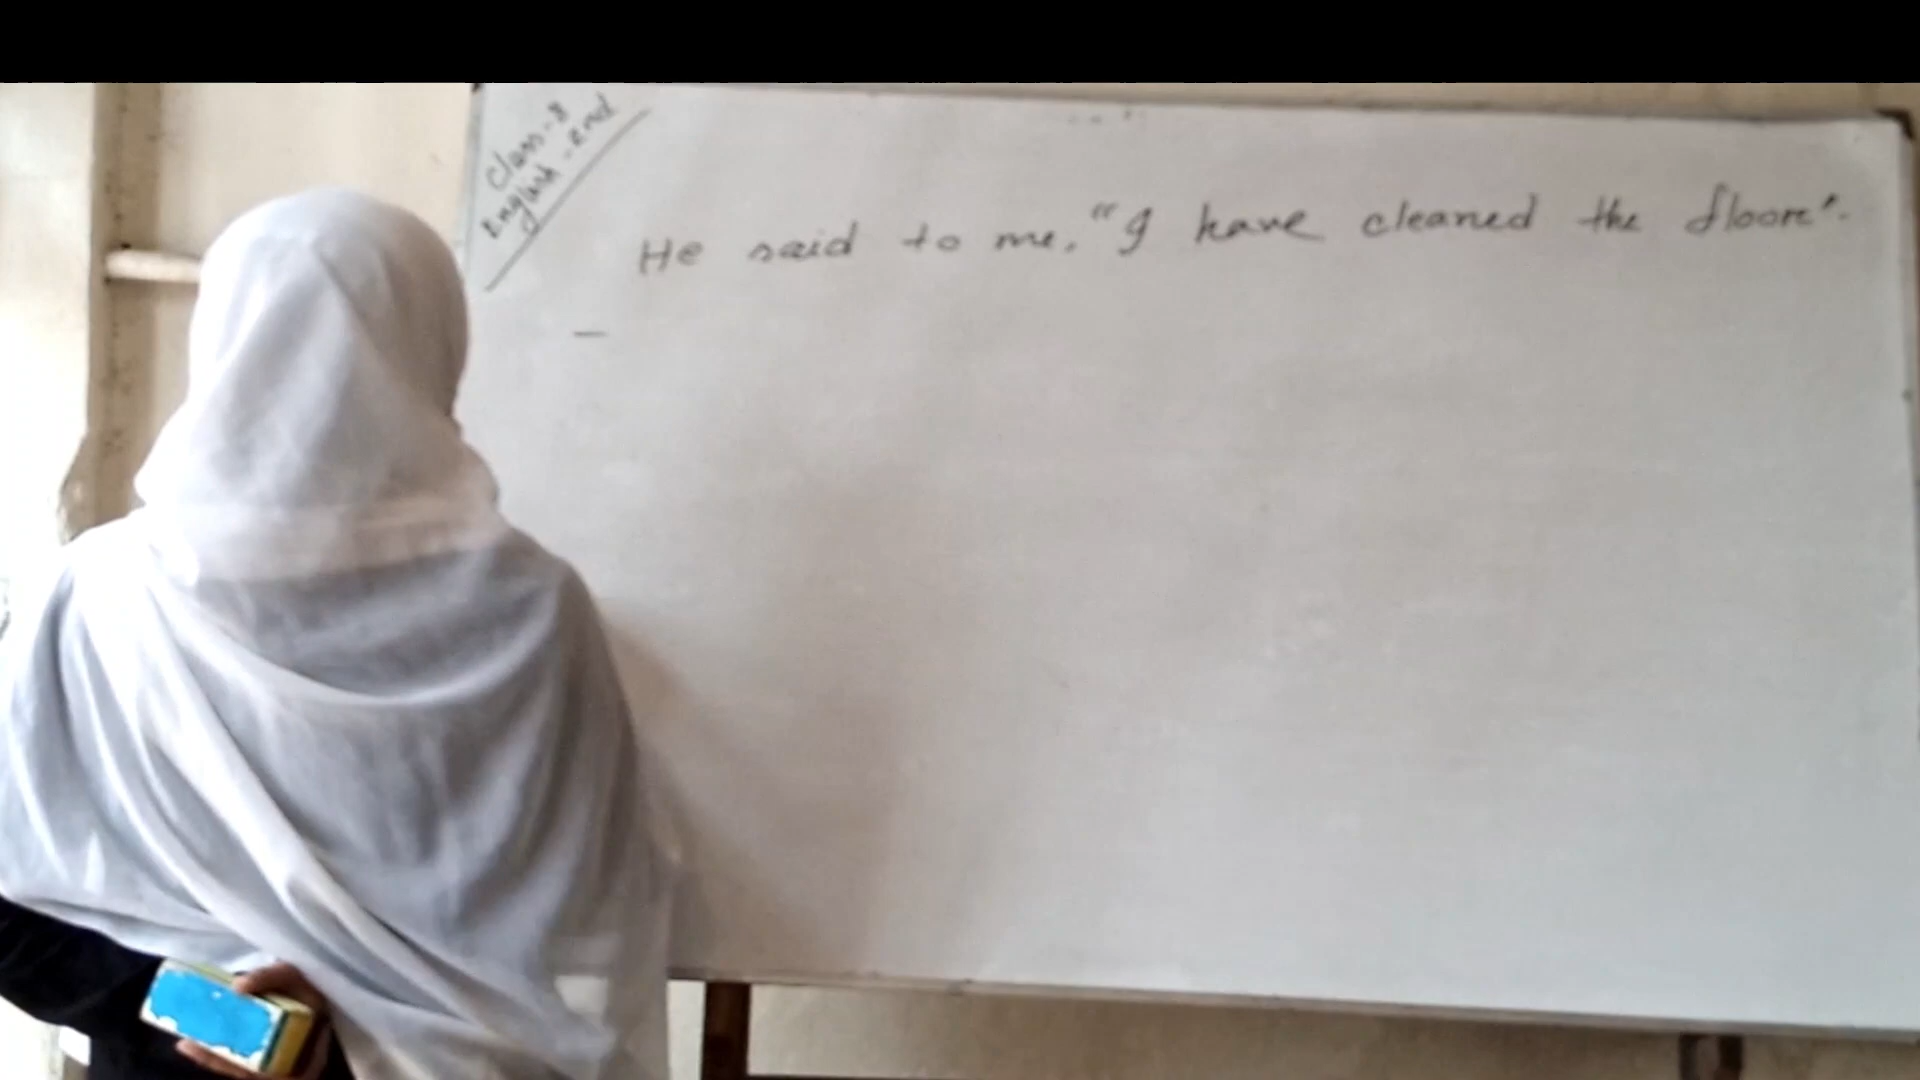 Class-8
English-2nd
He said to me, "I have cleaned the floor".
—